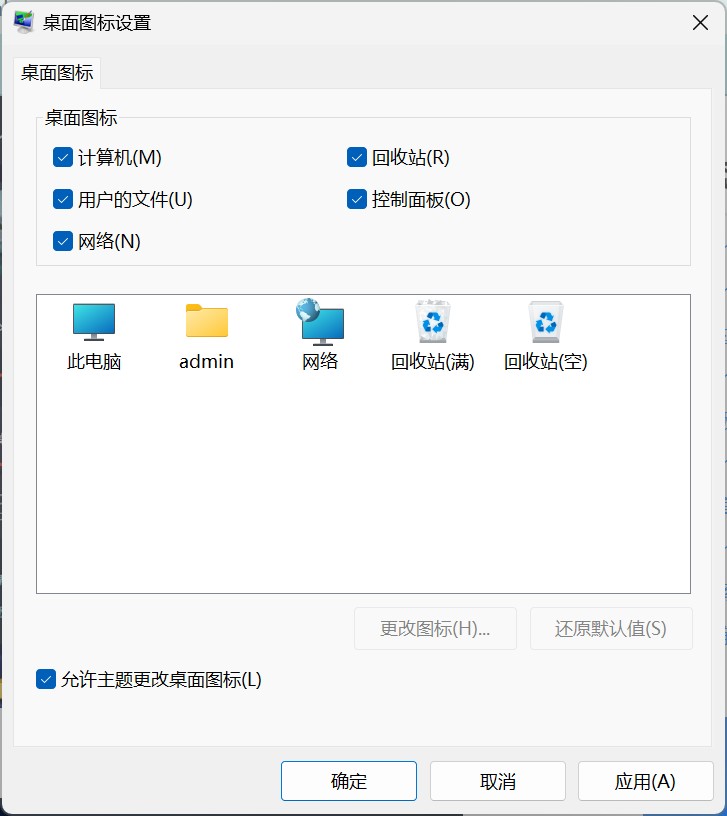 桌面图标设置
桌面图标
桌面图标
计算机(M) 回收站(R)
用户的文件(U) 控制面板(O)
网络(N)
此电脑 admin 网络 回收站(满) 回收站(空)
更改图标(H)... 还原默认值(S)
允许主题更改桌面图标(L)
确定 取消 应用(A)